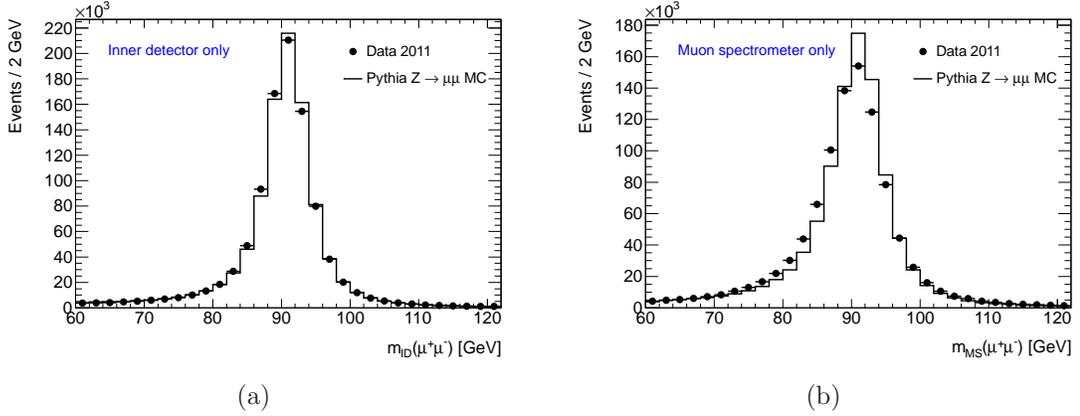 ×10³
Events / 2 GeV
220
200
180
160
140
120
100
80
60
40
20
0
60 70 80 90 100 110 120
Inner detector only
Data 2011
Pythia Z → μμ MC
m_ID(μ⁺μ⁻) [GeV]
(a)
×10³
Events / 2 GeV
180
160
140
120
100
80
60
40
20
0
60 70 80 90 100 110 120
Muon spectrometer only
Data 2011
Pythia Z → μμ MC
m_MS(μ⁺μ⁻) [GeV]
(b)